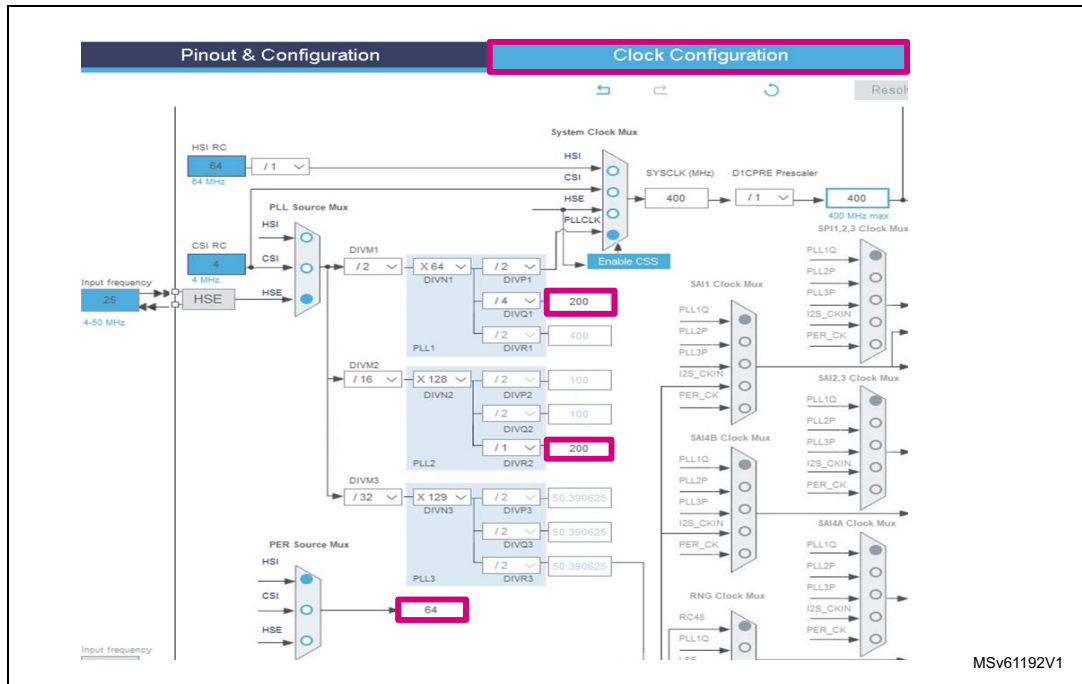 Pinout & Configuration
Clock Configuration
System Clock Mux
HSI RC
64
64 MHz
/ 1
HSI
CSI
HSE
PLLCLK
SYSCLK (MHz)
400
D1CPRE Prescaler
/ 1
400
400 MHz max
Enable CSS
PLL Source Mux
HSI
CSI
HSE
CSI RC
4
4 MHz
Input frequency
25
4-50 MHz
HSE
DIVM1
/ 2
X 64
DIVN1
/ 2
DIVP1
/ 4
DIVQ1
200
/ 2
DIVR1
400
PLL1
DIVM2
/ 16
X 128
DIVN2
/ 2
DIVP2
100
/ 2
DIVQ2
100
/ 1
DIVR2
200
PLL2
DIVM3
/ 32
X 129
DIVN3
/ 2
DIVP3
50.390625
/ 2
DIVQ3
50.390625
/ 2
DIVR3
50.390625
PLL3
PER Source Mux
HSI
CSI
HSE
64
Input frequency
SPI1,2,3 Clock Mux
PLL1Q
PLL2P
PLL3P
I2S_CKIN
PER_CK
SAI1 Clock Mux
PLL1Q
PLL2P
PLL3P
I2S_CKIN
PER_CK
SAI2,3 Clock Mux
PLL1Q
PLL2P
PLL3P
I2S_CKIN
PER_CK
SAI4B Clock Mux
PLL1Q
PLL2P
PLL3P
I2S_CKIN
PER_CK
SAI4A Clock Mux
PLL1Q
PLL2P
PLL3P
I2S_CKIN
PER_CK
RNG Clock Mux
RC48
PLL1Q
MSv61192V1